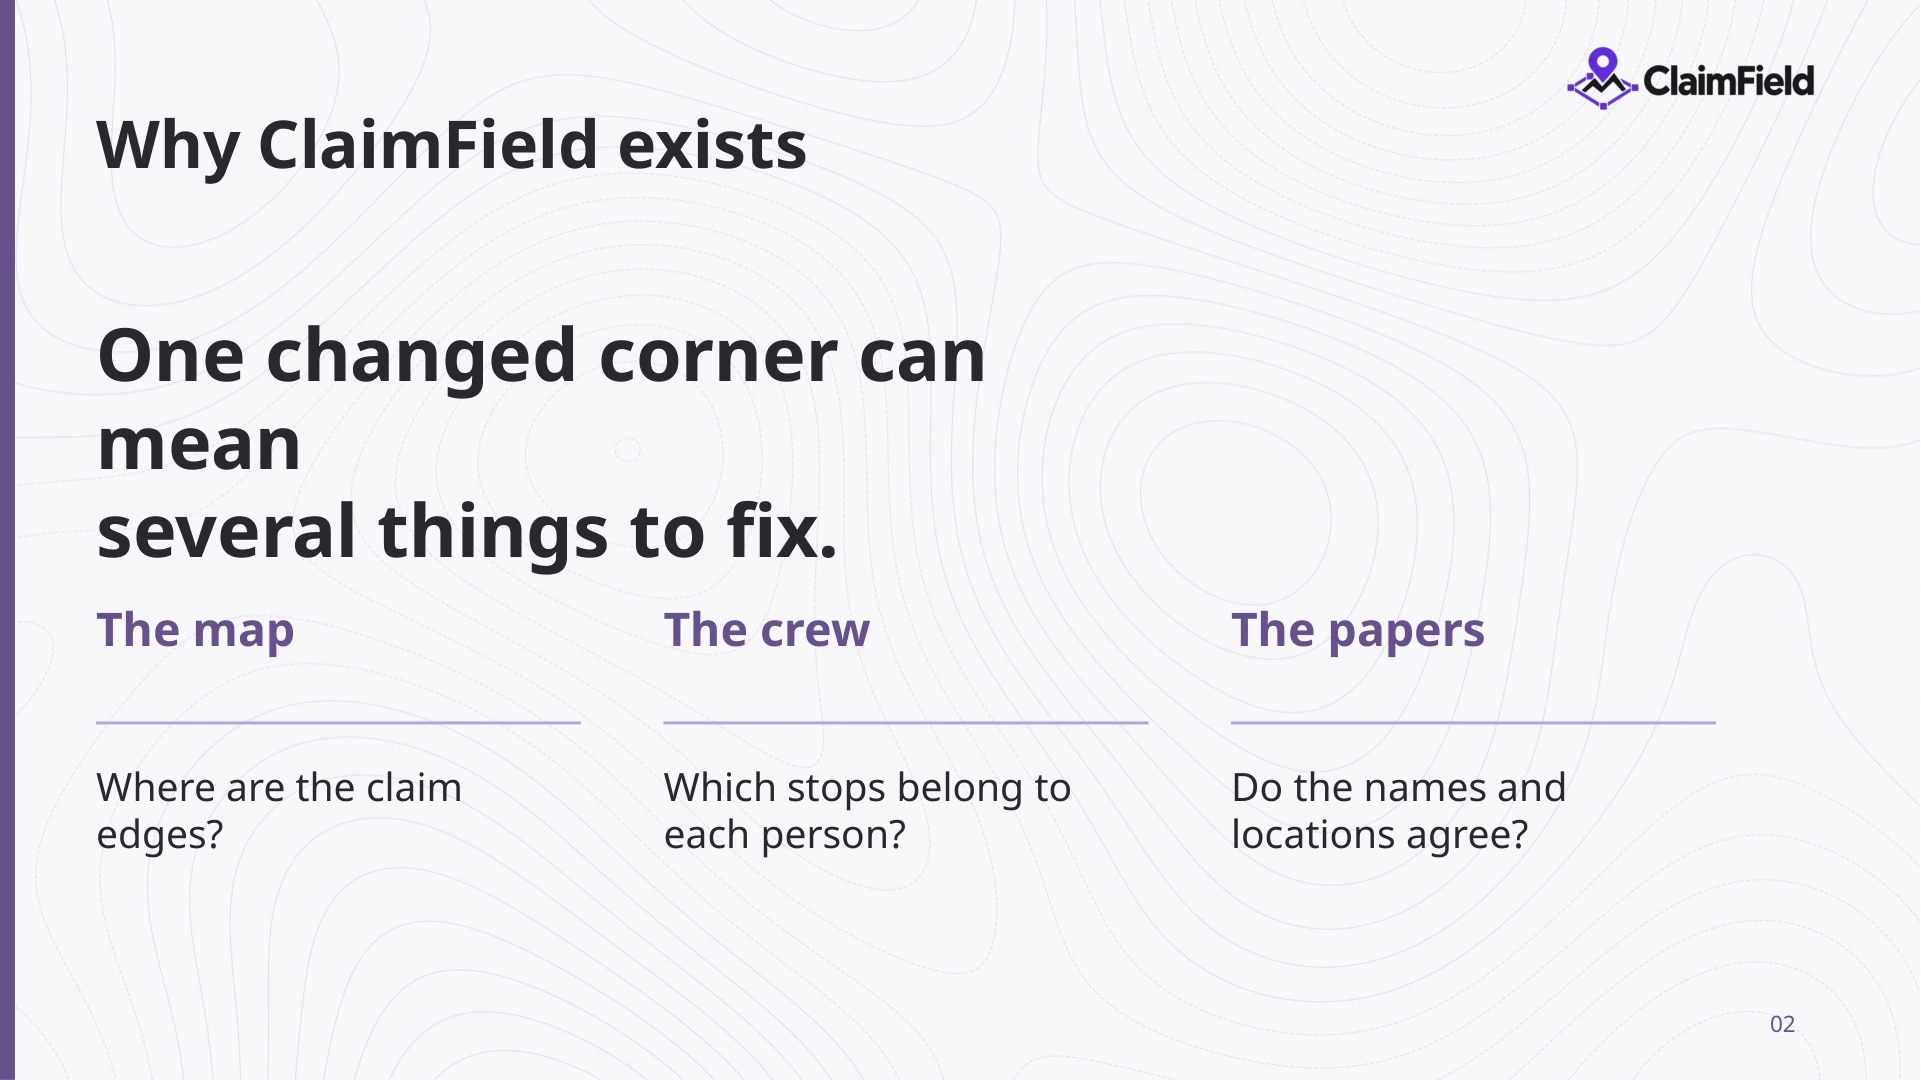 ClaimField
Why ClaimField exists
One changed corner can
mean
several things to fix.
The map
Where are the claim
edges?
The crew
Which stops belong to
each person?
The papers
Do the names and
locations agree?
02